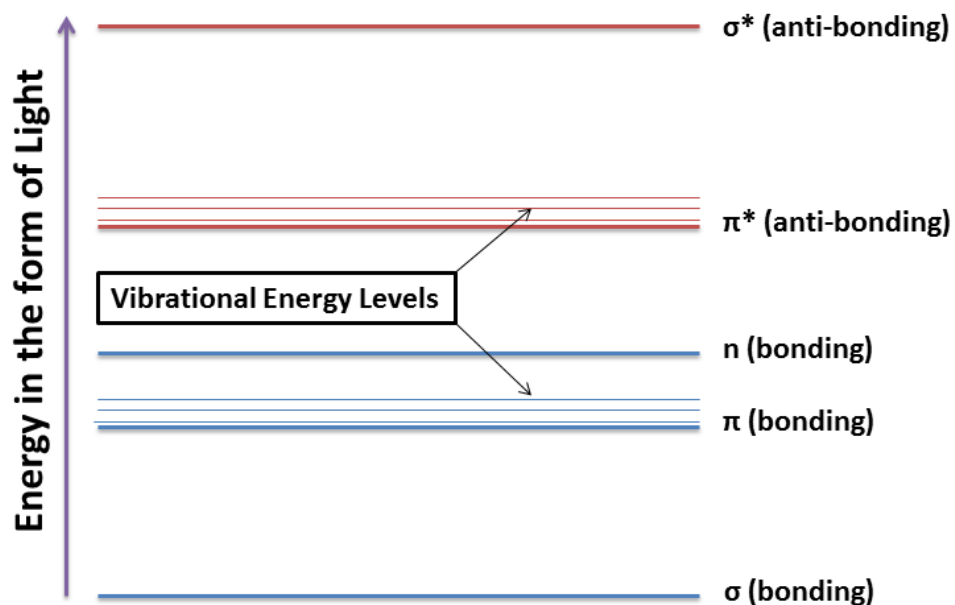 Energy in the form of Light
σ* (anti-bonding)
π* (anti-bonding)
Vibrational Energy Levels
n (bonding)
π (bonding)
σ (bonding)